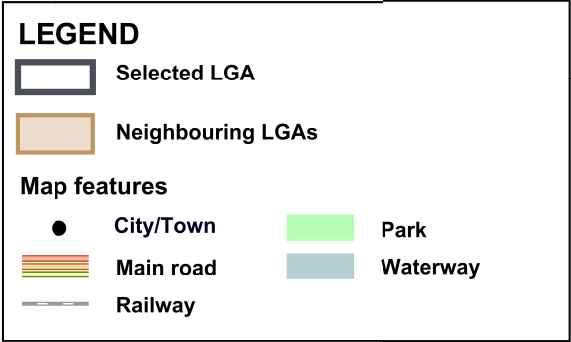 LEGEND
Selected LGA
Neighbouring LGAs
Map features
City/Town
Main road
Railway
Park
Waterway